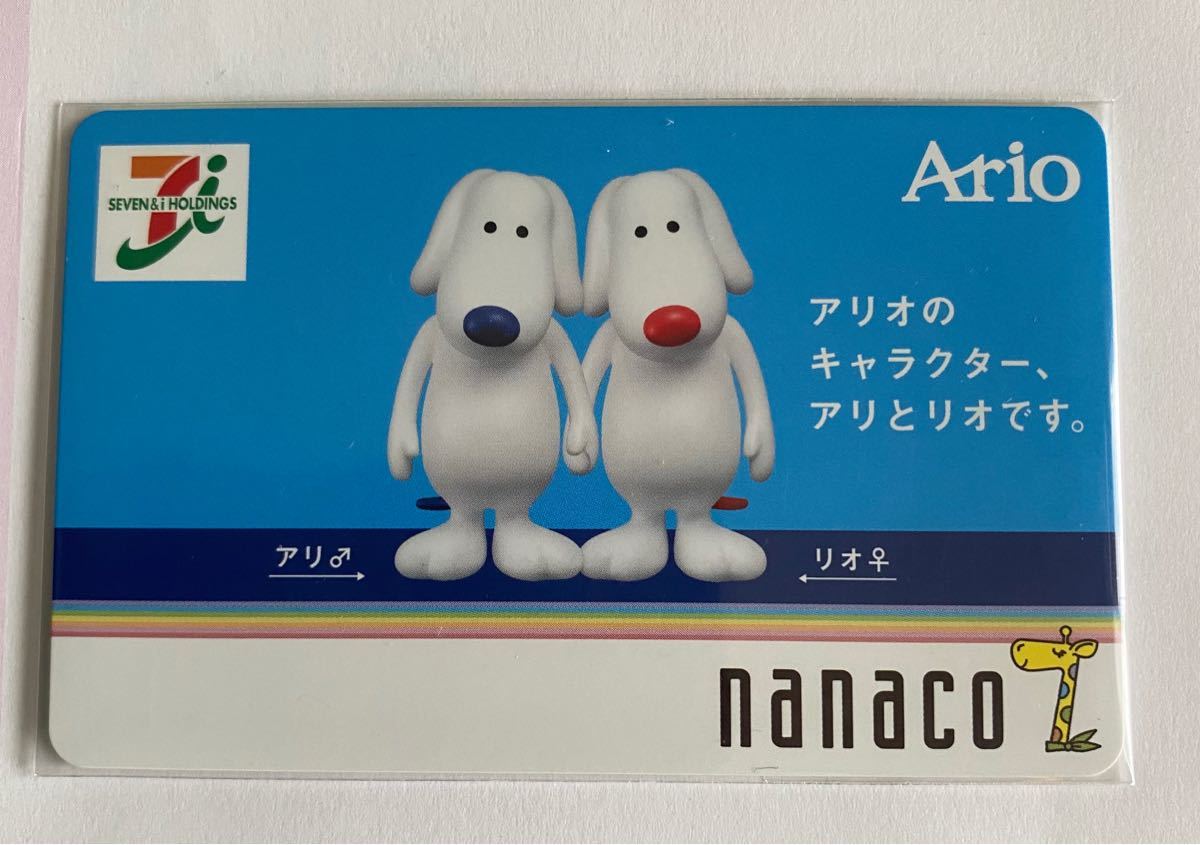 SEVEN&i HOLDINGS
Ario
アリオの
キャラクター、
アリとリオです。
アリ♂
リオ♀
nanaco